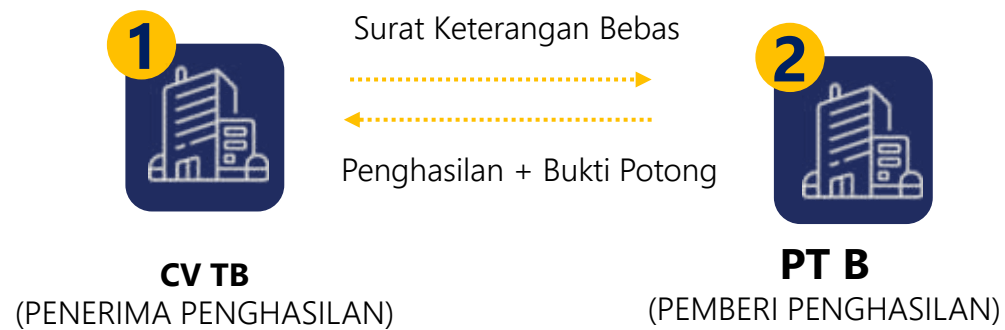 1
Surat Keterangan Bebas
2
Penghasilan + Bukti Potong
CV TB
(PENERIMA PENGHASILAN)
PT B
(PEMBERI PENGHASILAN)